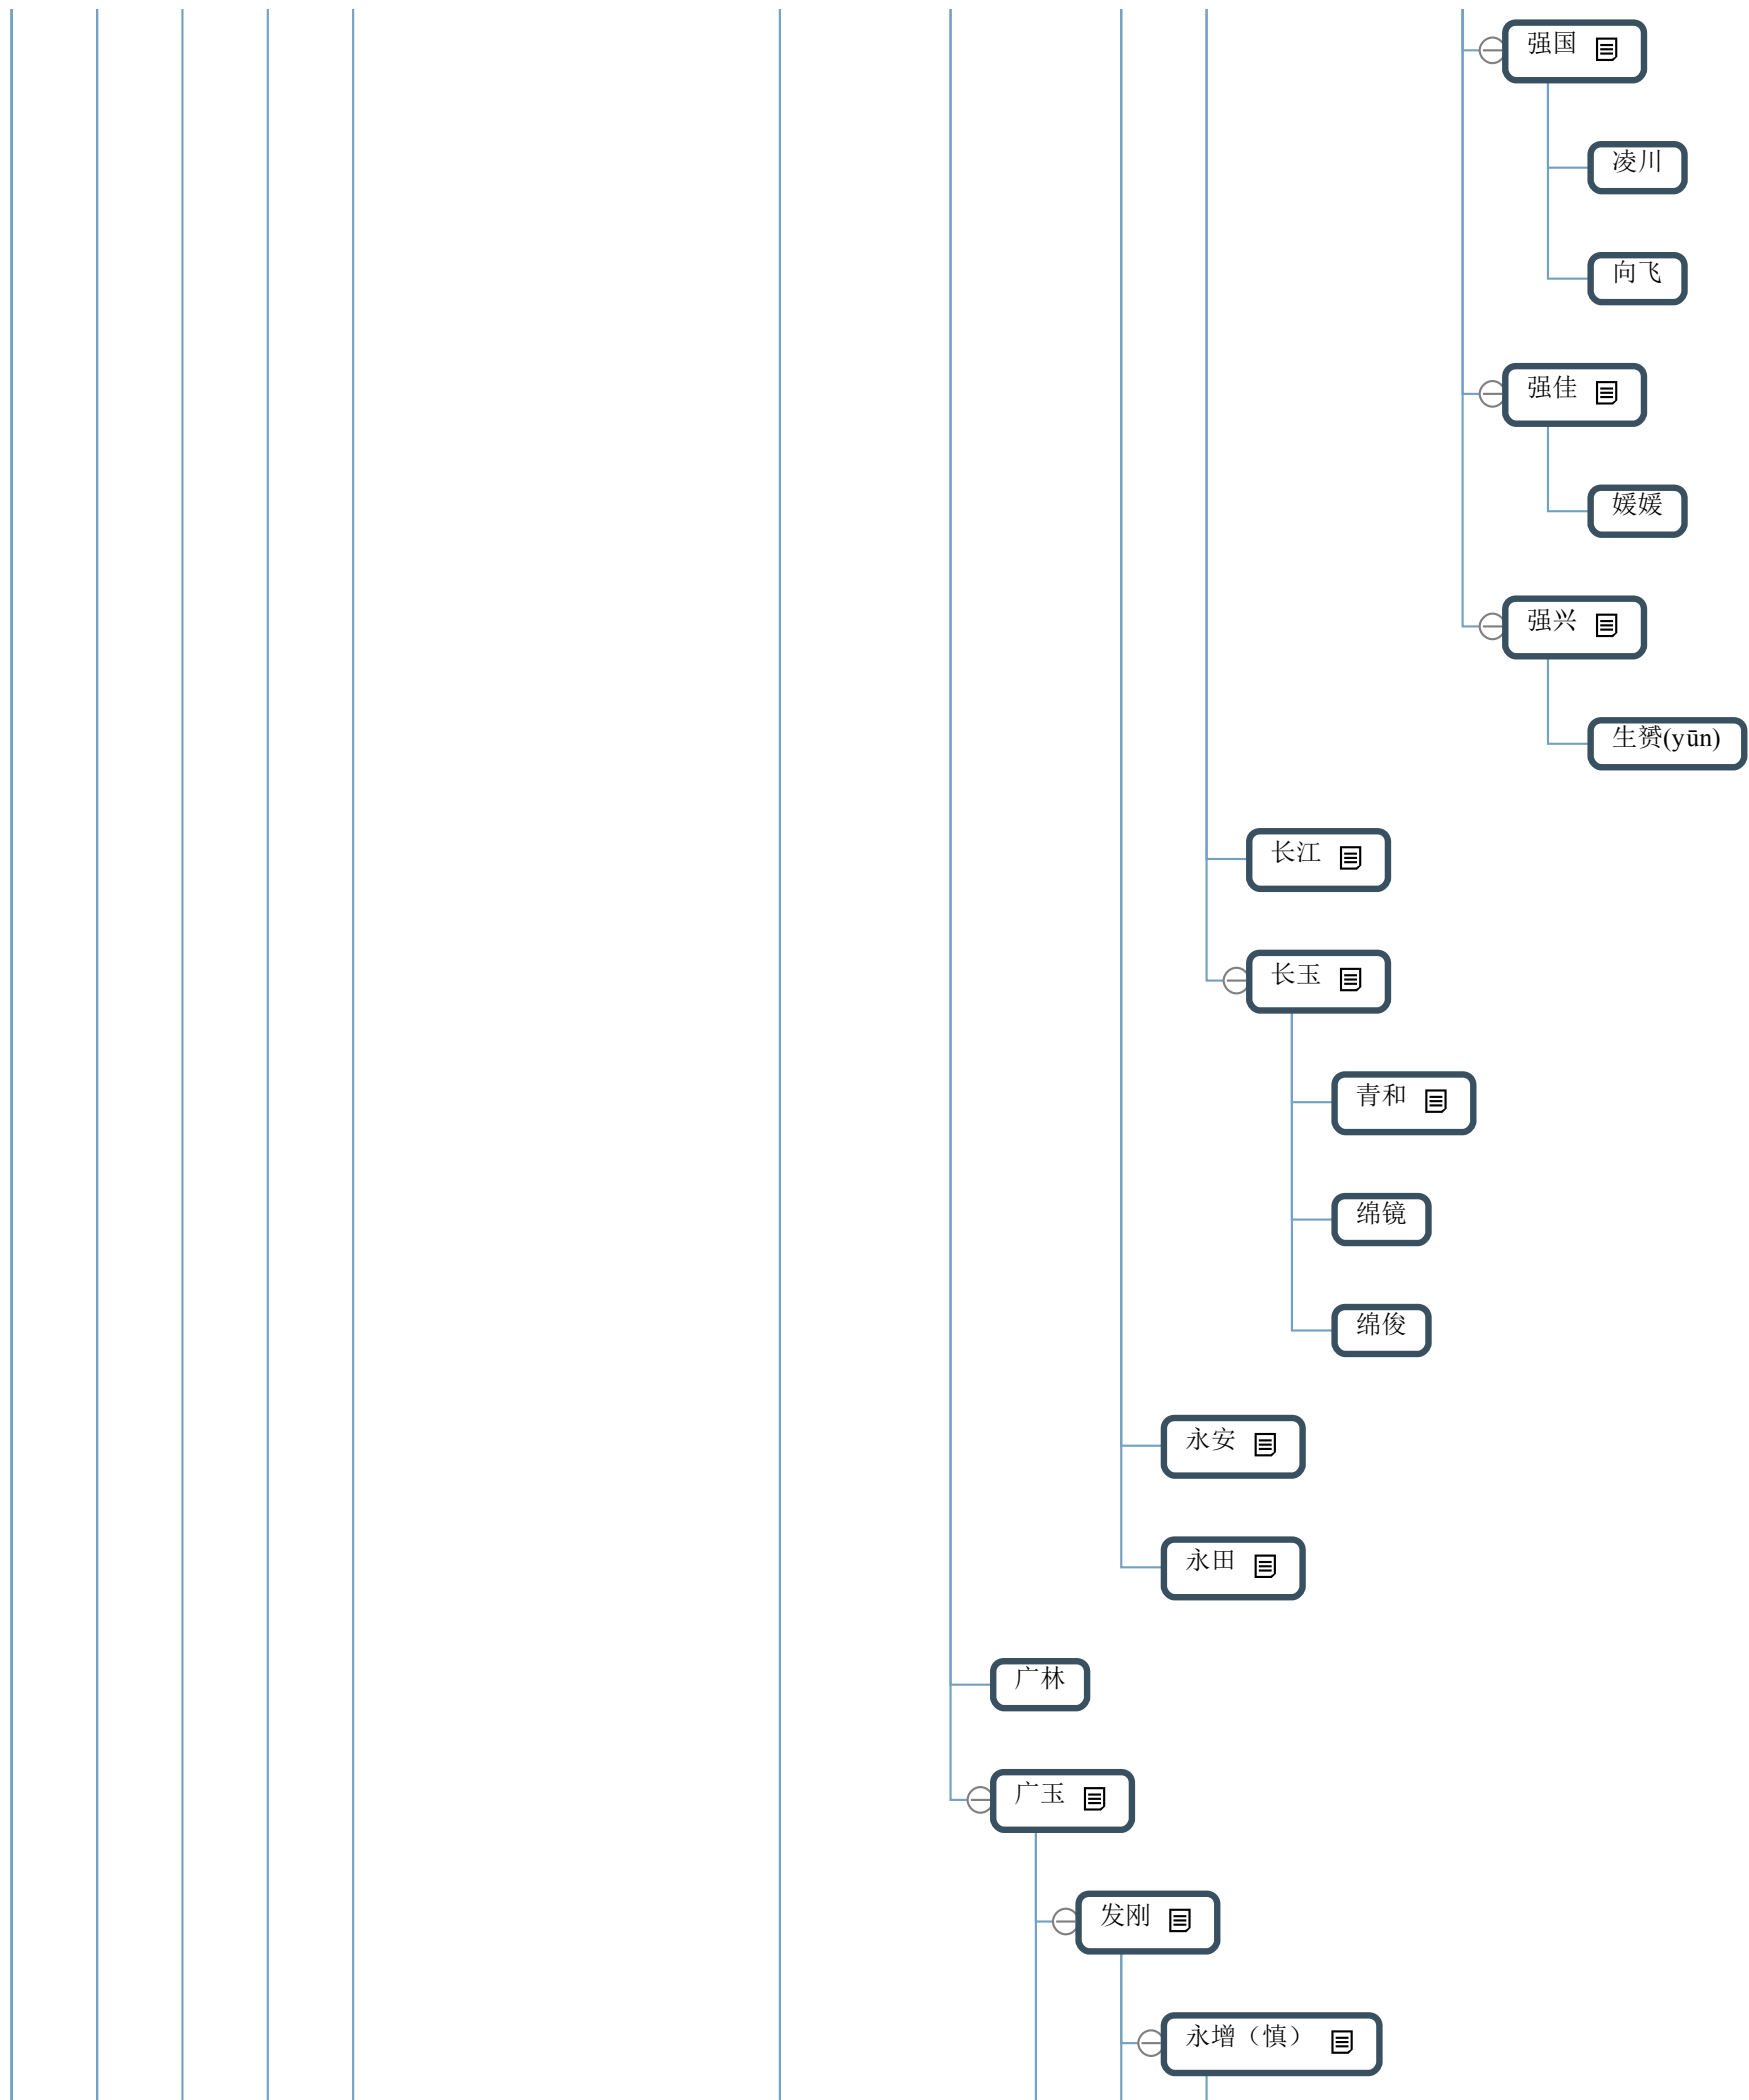 强国
凌川
向飞
强佳
媛媛
强兴
生赟(yūn)
长江
长玉
青和
绵镜
绵俊
永安
永田
广林
广玉
发刚
永增（慎）